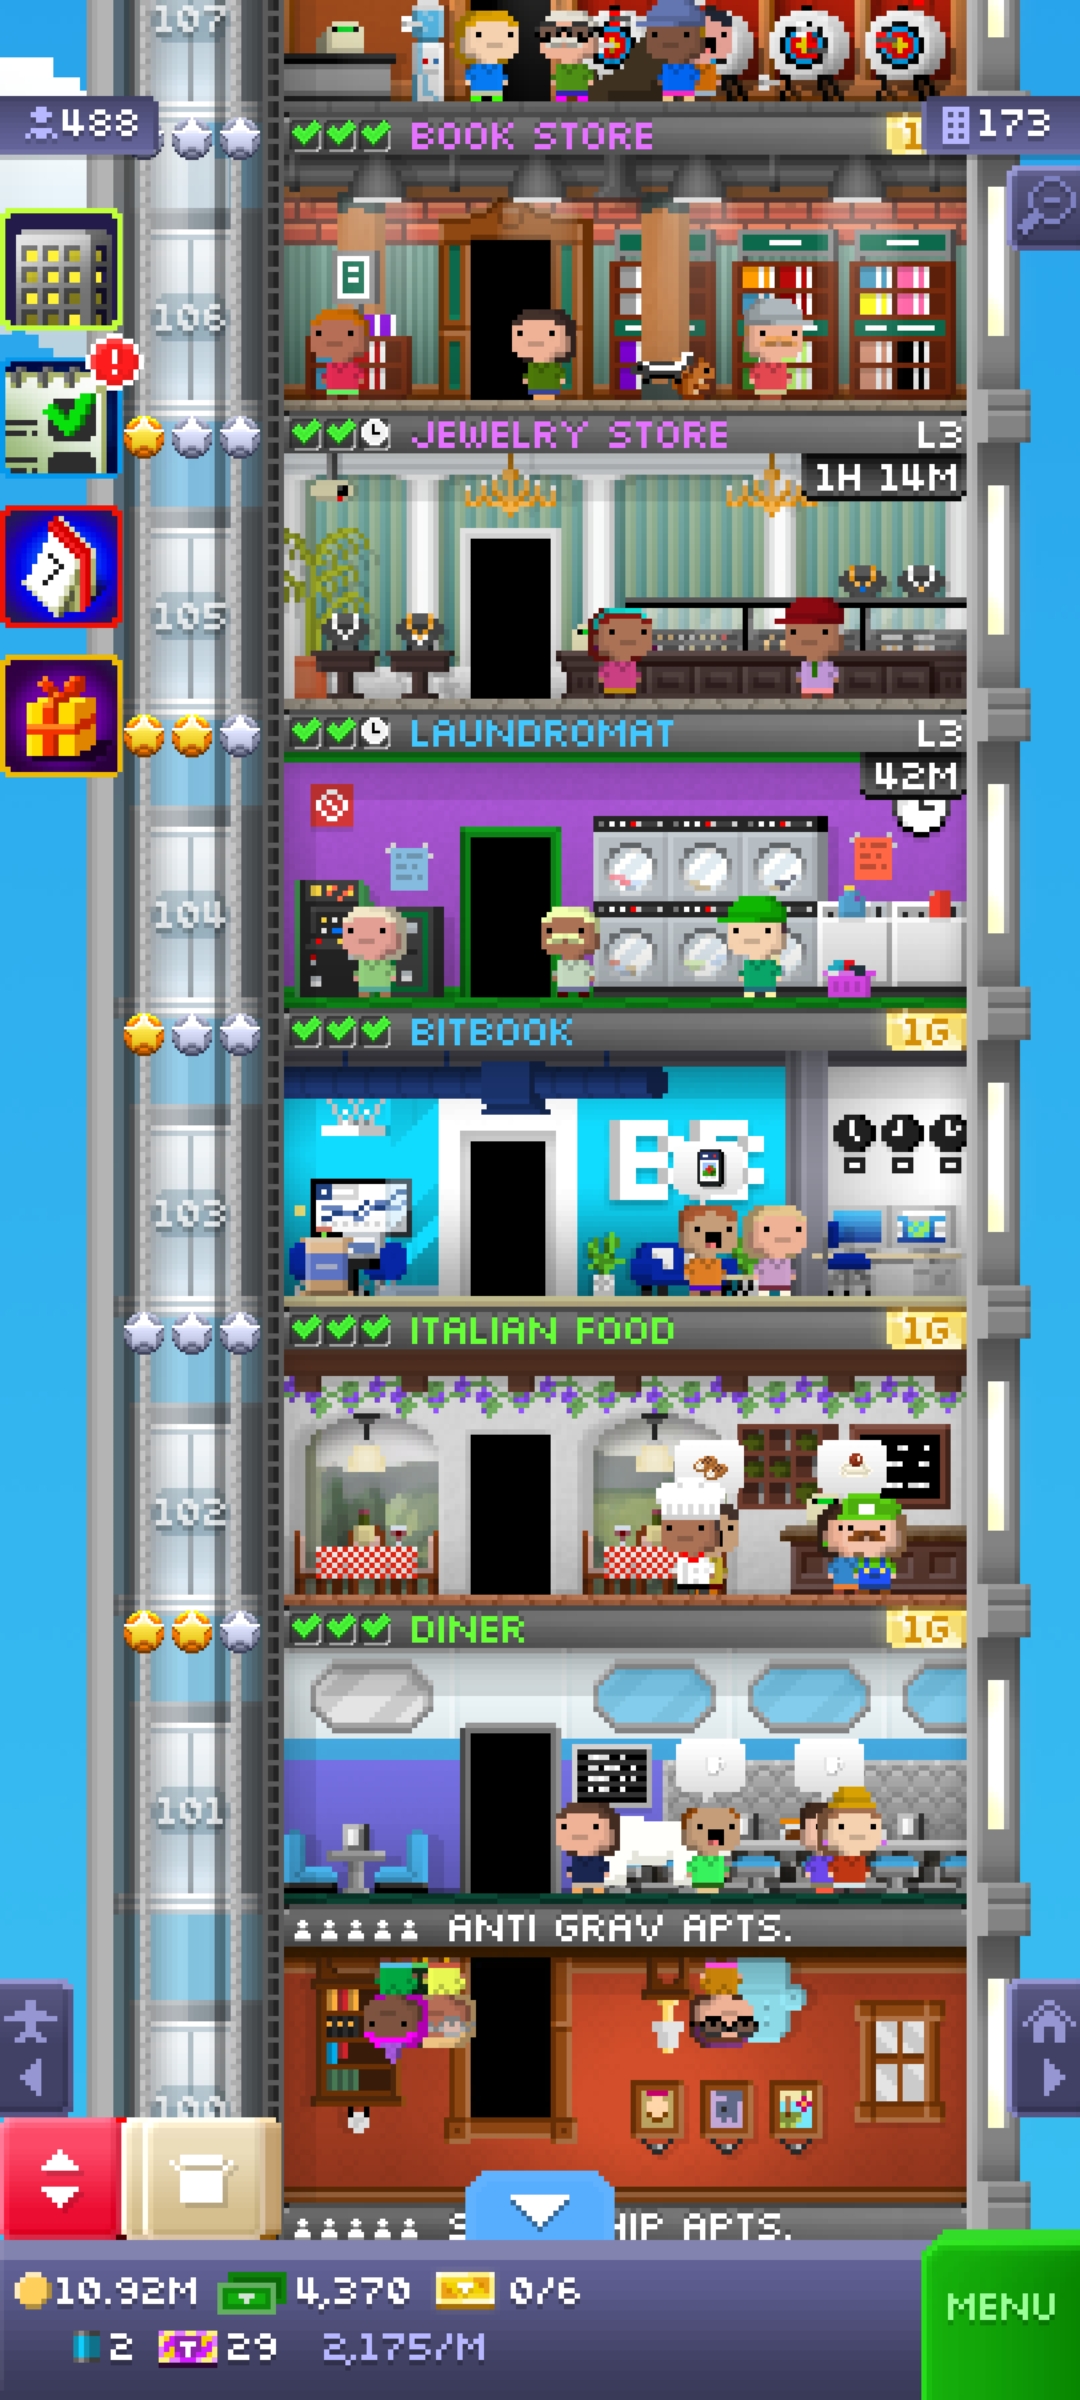 107
488
BOOK STORE
173
106
JEWELRY STORE L3
1H 14M
7
105
LAUNDROMAT L3
42M
104
BITBOOK 1G
103
ITALIAN FOOD 1G
102
DINER 1G
101
ANTI GRAV APTS.
100
APTS.
10.92M 4,370 0/6
MENU
2 29 2,175/M